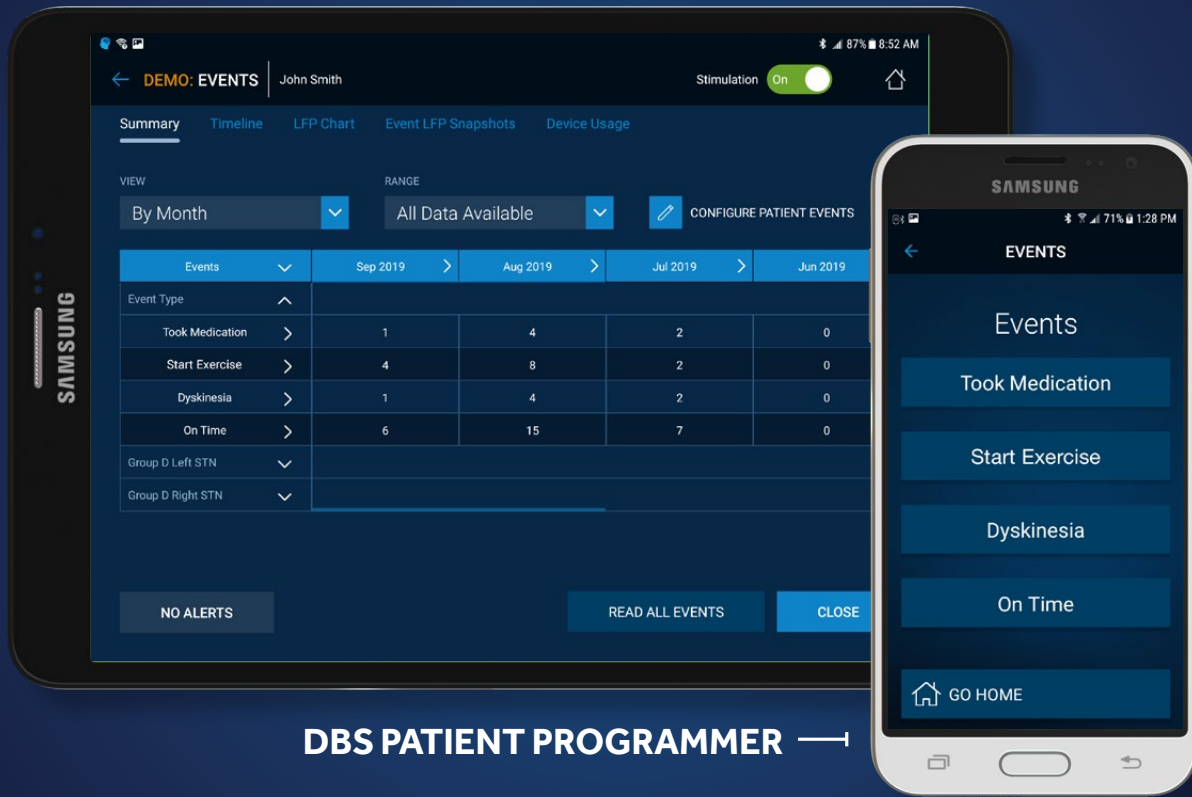 87% 8:52 AM
DEMO: EVENTS John Smith Stimulation On
Summary Timeline LFP Chart Event LFP Snapshots Device Usage
VIEW RANGE
By Month All Data Available CONFIGURE PATIENT EVENTS
Events Sep 2019 Aug 2019 Jul 2019 Jun 2019
Event Type
Took Medication 1 4 2 0
Start Exercise 4 8 2 0
Dyskinesia 1 4 2 0
On Time 6 15 7 0
Group D Left STN
Group D Right STN
NO ALERTS READ ALL EVENTS CLOSE
SAMSUNG
SAMSUNG
71% 1:28 PM
EVENTS
Events
Took Medication
Start Exercise
Dyskinesia
On Time
GO HOME
DBS PATIENT PROGRAMMER